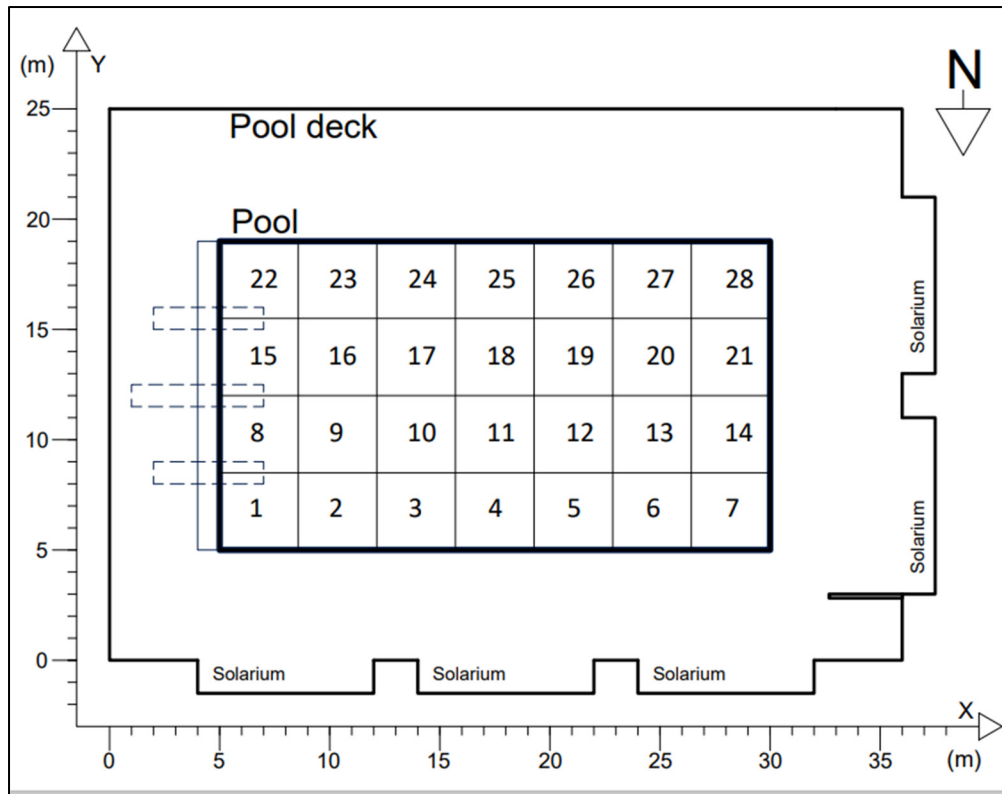 (m) Y
N
25
Pool deck
20
Pool
22 23 24 25 26 27 28
Solarium
15
15 16 17 18 19 20 21
10
8 9 10 11 12 13 14
Solarium
1 2 3 4 5 6 7
5
0
Solarium Solarium Solarium
X
0 5 10 15 20 25 30 35 (m)